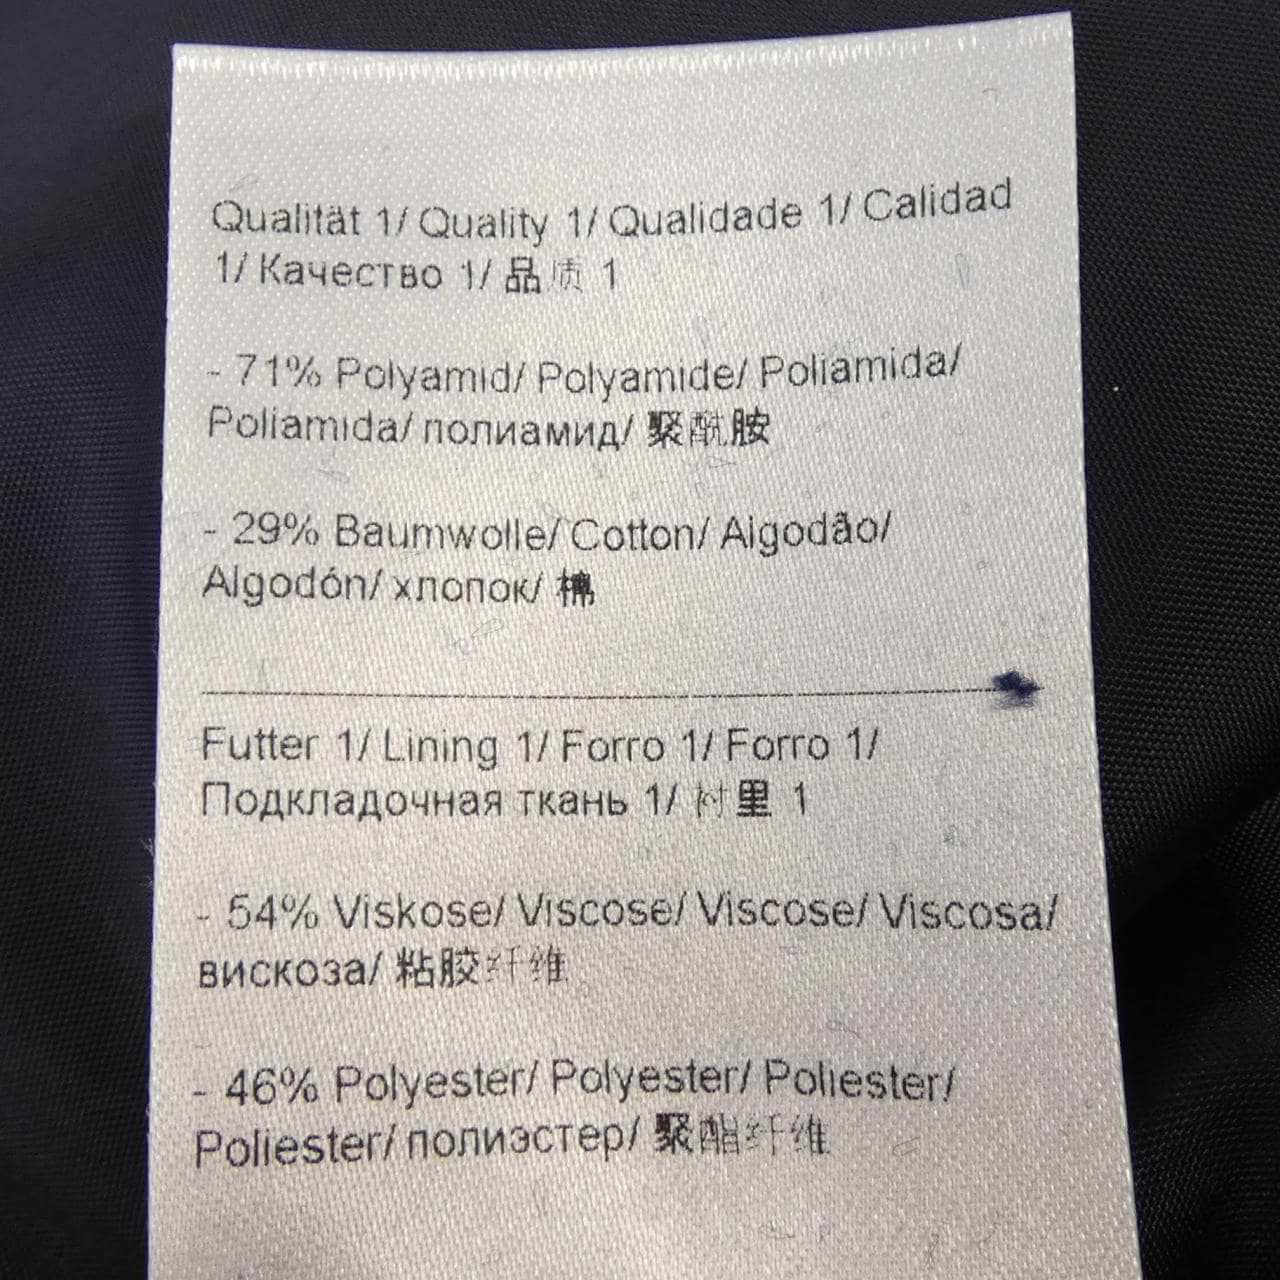 Qualität 1/ Quality 1/ Qualidade 1/ Calidad
1/ Качество 1/ 品质 1
- 71% Polyamid/ Polyamide/ Poliamida/
Poliamida/ полиамид/ 聚酰胺
- 29% Baumwolle/ Cotton/ Algodão/
Algodón/ хлопок/ 棉
Futter 1/ Lining 1/ Forro 1/ Forro 1/
Подкладочная ткань 1/ 衬里 1
- 54% Viskose/ Viscose/ Viscose/ Viscosa/
вискоза/ 粘胶纤维
- 46% Polyester/ Polyester/ Poliester/
Poliester/ полиэстер/ 聚酯纤维